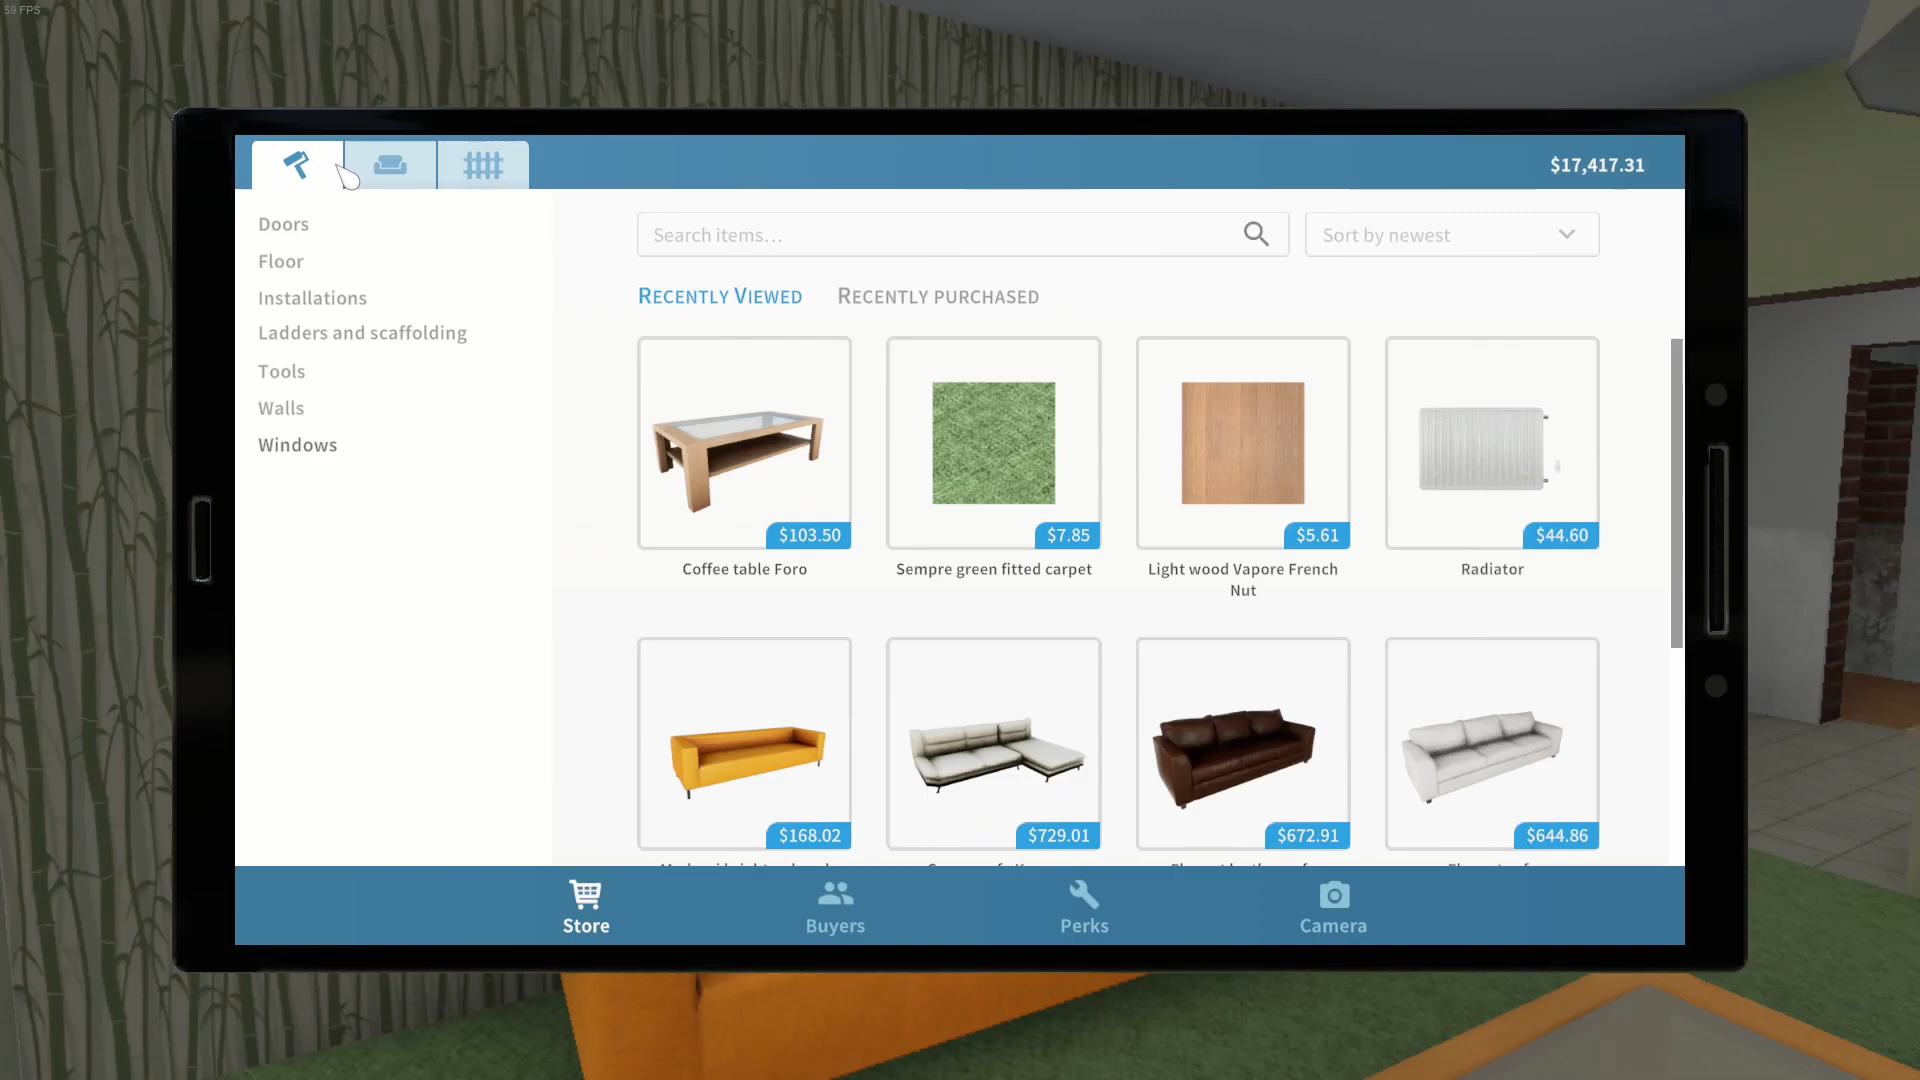 59 FPS
$17,417.31
Doors
Floor
Installations
Ladders and scaffolding
Tools
Walls
Windows
Search items...
Sort by newest
RECENTLY VIEWED
RECENTLY PURCHASED
$103.50
$7.85
$5.61
$44.60
Coffee table Foro
Sempre green fitted carpet
Light wood Vapore French
Nut
Radiator
$168.02
$729.01
$672.91
$644.86
Store
Buyers
Perks
Camera